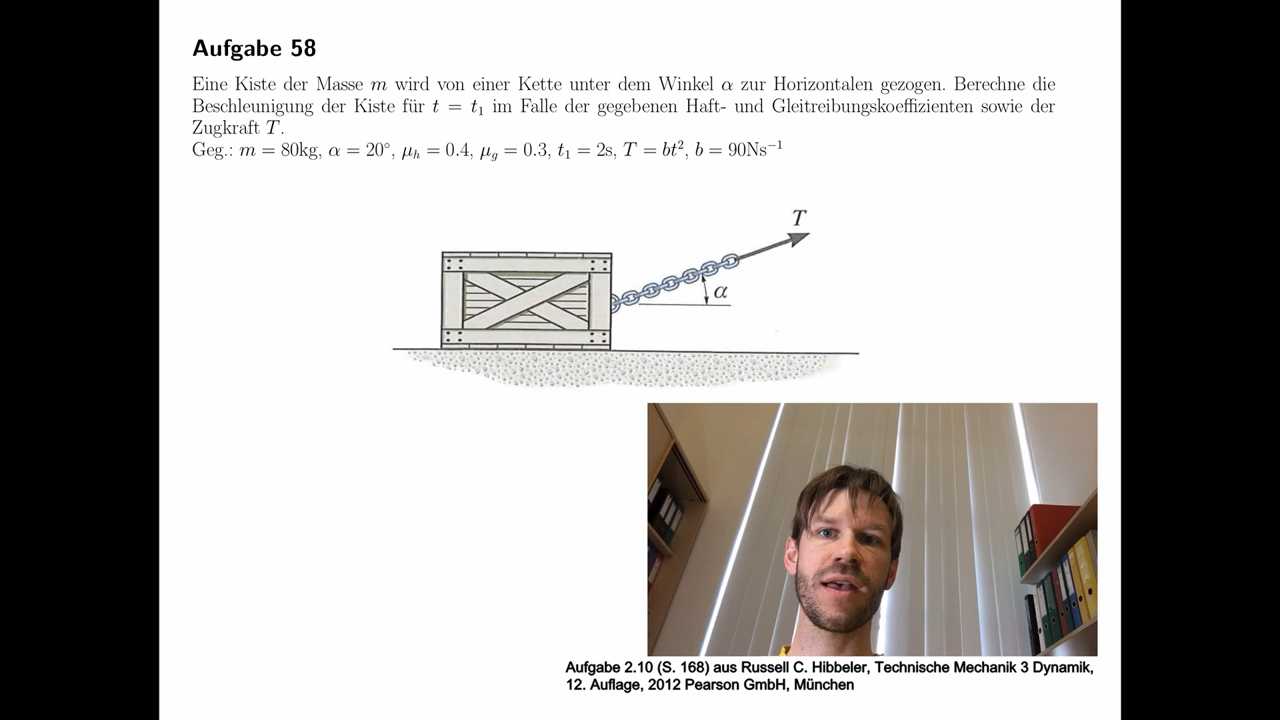 Aufgabe 58
Eine Kiste der Masse m wird von einer Kette unter dem Winkel α zur Horizontalen gezogen. Berechne die
Beschleunigung der Kiste für t = t₁ im Falle der gegebenen Haft- und Gleitreibungskoeffizienten sowie der
Zugkraft T.
Geg.: m = 80kg, α = 20°, μₕ = 0.4, μ_g = 0.3, t₁ = 2s, T = bt², b = 90Ns⁻¹
T
α
Aufgabe 2.10 (S. 168) aus Russell C. Hibbeler, Technische Mechanik 3 Dynamik,
12. Auflage, 2012 Pearson GmbH, München